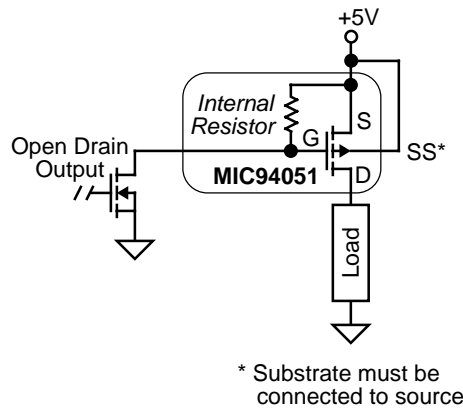 +5V
Internal
Resistor
S
G
Open Drain
Output
SS*
MIC94051
D
Load
* Substrate must be
connected to source